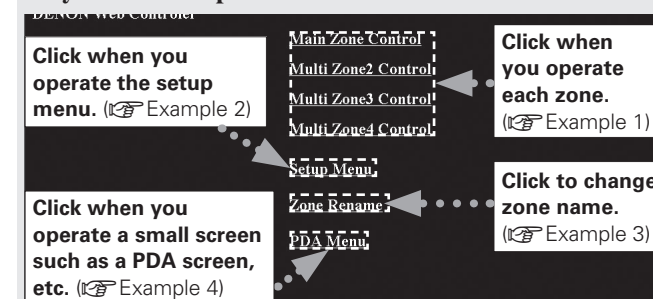 DENON Web Controler
Click when you
operate the setup
menu. (☞ Example 2)
Main Zone Control
Multi Zone2 Control
Multi Zone3 Control
Multi Zone4 Control
Click when
you operate
each zone.
(☞ Example 1)
Setup Menu
Zone Rename
PDA Menu
Click to change
zone name.
(☞ Example 3)
Click when you
operate a small screen
such as a PDA screen,
etc. (☞ Example 4)